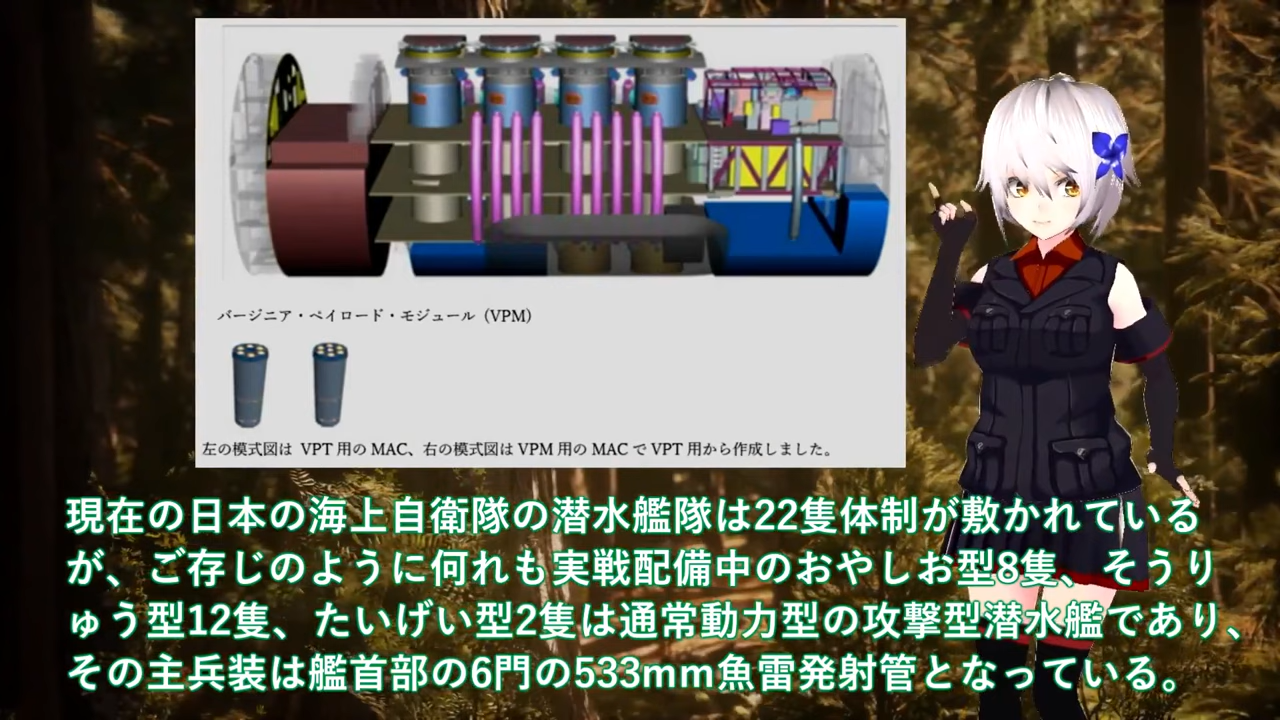 バージニア・ペイロード・モジュール（VPM）
左の模式図は VPT 用の MAC、右の模式図は VPM 用の MAC で VPT 用から作成しました。
現在の日本の海上自衛隊の潜水艦隊は22隻体制が敷かれている
が、ご存じのように何れも実戦配備中のおやしお型8隻、そうり
ゅう型12隻、たいげい型2隻は通常動力型の攻撃型潜水艦であり、
その主兵装は艦首部の6門の533mm魚雷発射管となっている。